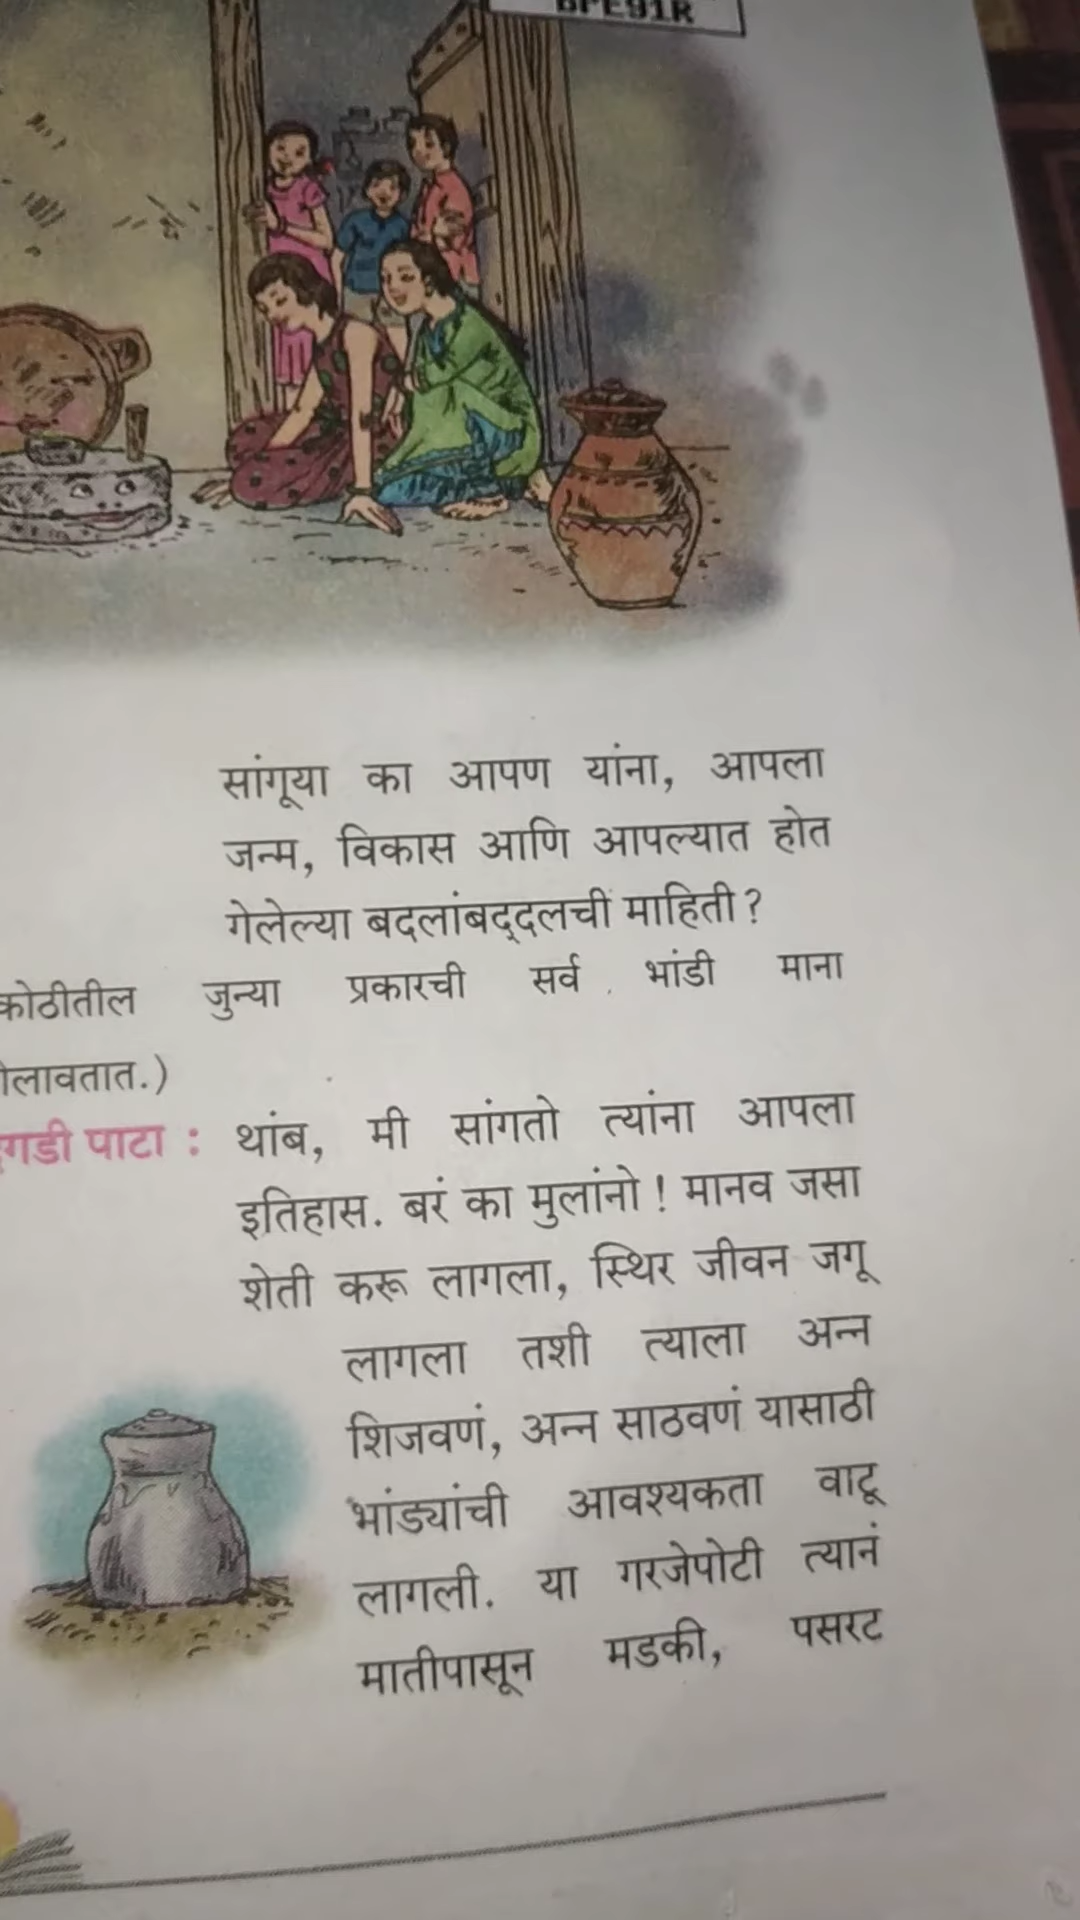 BPE91R
सांगूया का आपण यांना, आपला
जन्म, विकास आणि आपल्यात होत
गेलेल्या बदलांबद्दलची माहिती?
कोठीतील जुन्या प्रकारची सर्व भांडी माना
लावतात.)
गडी पाटा : थांब, मी सांगतो त्यांना आपला
इतिहास. बरं का मुलांनो! मानव जसा
शेती करू लागला, स्थिर जीवन जगू
लागला तशी त्याला अन्न
शिजवणं, अन्न साठवणं यासाठी
भांड्यांची आवश्यकता वाटू
लागली. या गरजेपोटी त्यानं
मातीपासून मडकी, पसरट